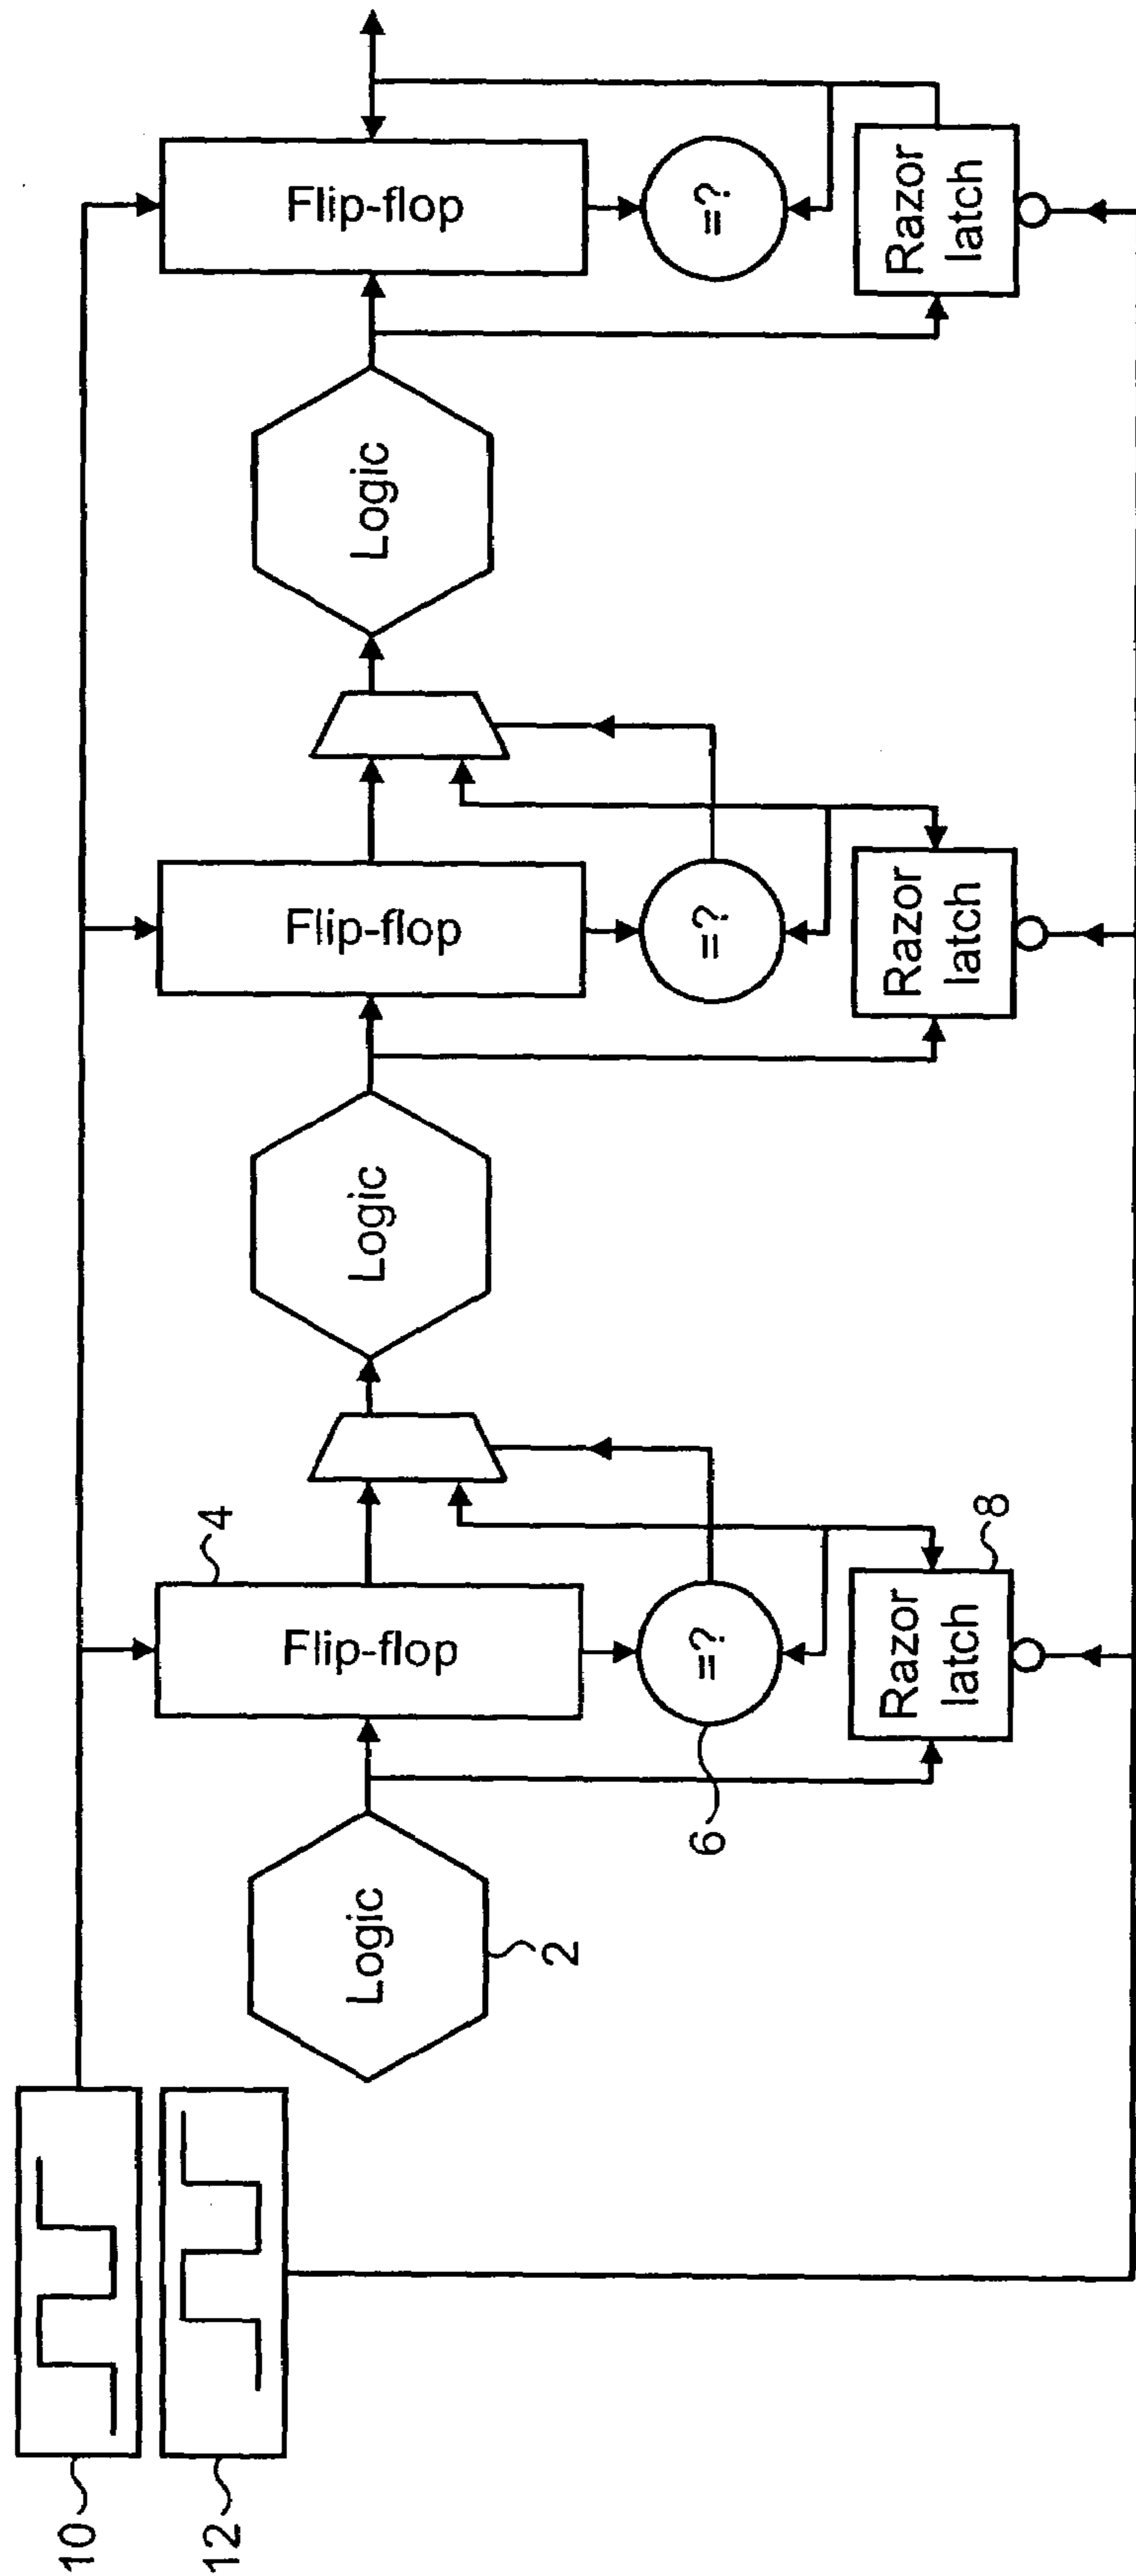 10
12
Logic
2
Flip-flop
4
=?
6
Razor
latch
8
Logic
Flip-flop
=?
Razor
latch
Logic
Flip-flop
=?
Razor
latch